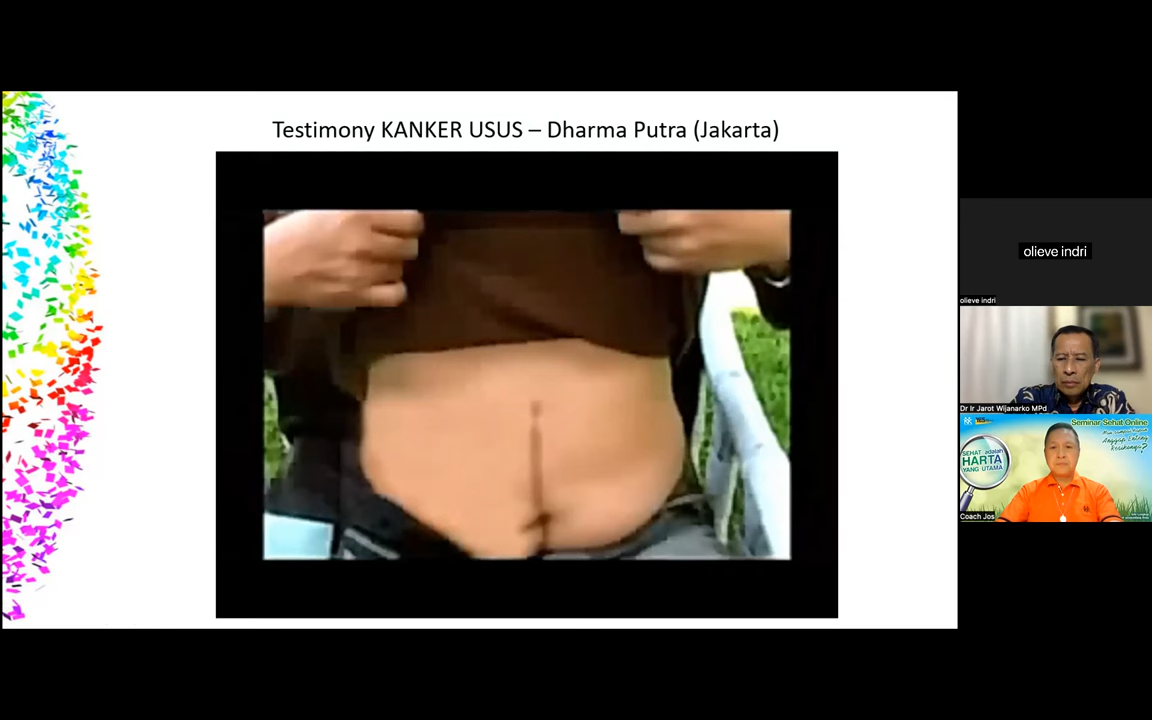 Testimony KANKER USUS – Dharma Putra (Jakarta)
olieve indri
olieve indri
Dr Ir Jarot Wijanarko MPd
Seminar Sehat Online
SEHAT adalah
HARTA
YANG UTAMA
Coach Jos